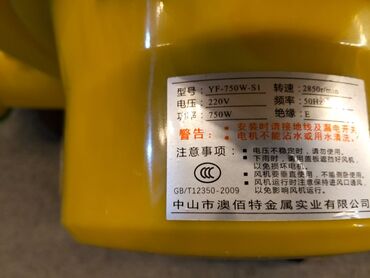 型号: YF-750W-S1 转速: 2850r/min
电压: 220V 频率: 50HZ
功率: 750W 绝缘: E
警告: 安装时请接地线及漏电开关
电机不能沾水或用水清洗。
注意事项: 电压不稳定时,请勿使用。
下雨时,请用盖板遮挡好风机,
以免损坏电机。
风机要垂直使用,不能倒卧使用。
风机运行时注意保持进风口通风,
以免影响风机运行。
CCC
GB/T12350-2009
中山市澳佰特金属实业有限公司